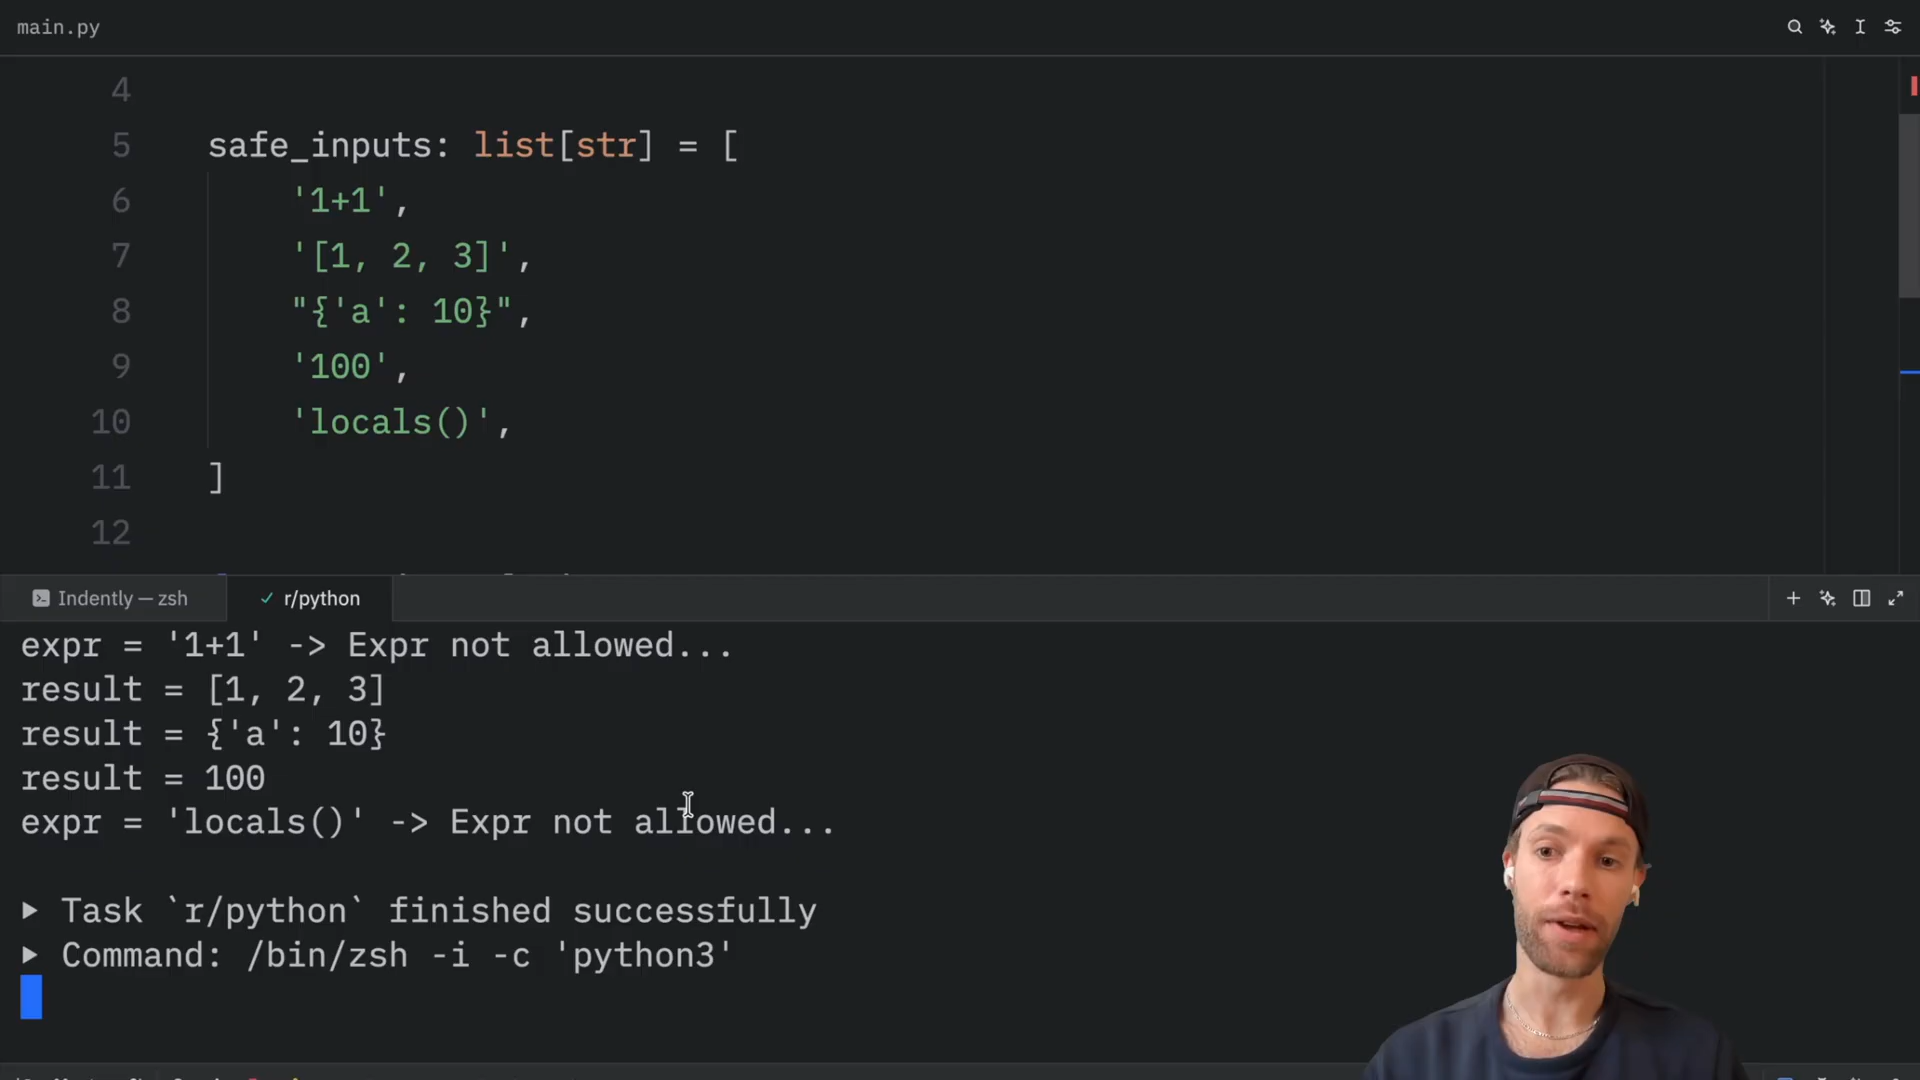 main.py
4
5 safe_inputs: list[str] = [
6 '1+1',
7 '[1, 2, 3]',
8 "{'a': 10}",
9 '100',
10 'locals()',
11 ]
12
Indently — zsh
r/python
expr = '1+1' -> Expr not allowed...
result = [1, 2, 3]
result = {'a': 10}
result = 100
expr = 'locals()' -> Expr not allowed...
Task `r/python` finished successfully
Command: /bin/zsh -i -c 'python3'